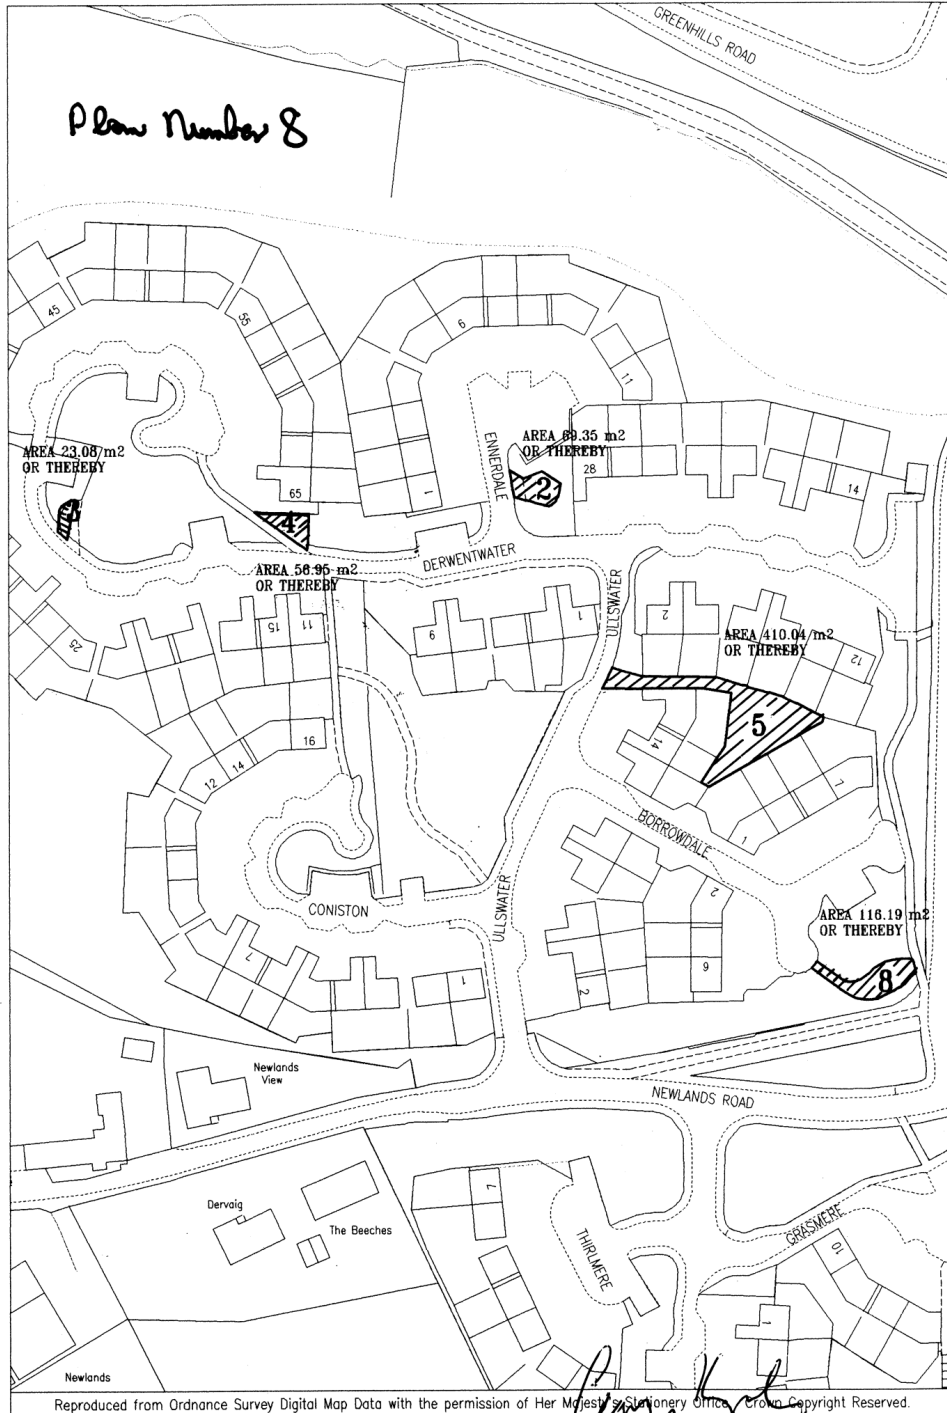 GREENHILLS ROAD
Plan Number 8
45
55
6
11
ENNERDALE
AREA 23.08 m2
OR THEREBY
AREA 69.35 m2
OR THEREBY
28
14
65
1
2
3
4
DERWENTWATER
AREA 56.95 m2
OR THEREBY
ULLSWATER
25
15
11
9
1
2
AREA 410.04 m2
OR THEREBY
12
5
16
14
12
14
7
1
BORROWDALE
CONISTON
ULLSWATER
2
AREA 116.19 m2
OR THEREBY
7
1
2
6
8
Newlands
View
NEWLANDS ROAD
Dervaig
The Beeches
THIRLMERE
GRASMERE
10
1
Newlands
Reproduced from Ordnance Survey Digital Map Data with the permission of Her Majesty's Stationery Office, Crown Copyright Reserved.